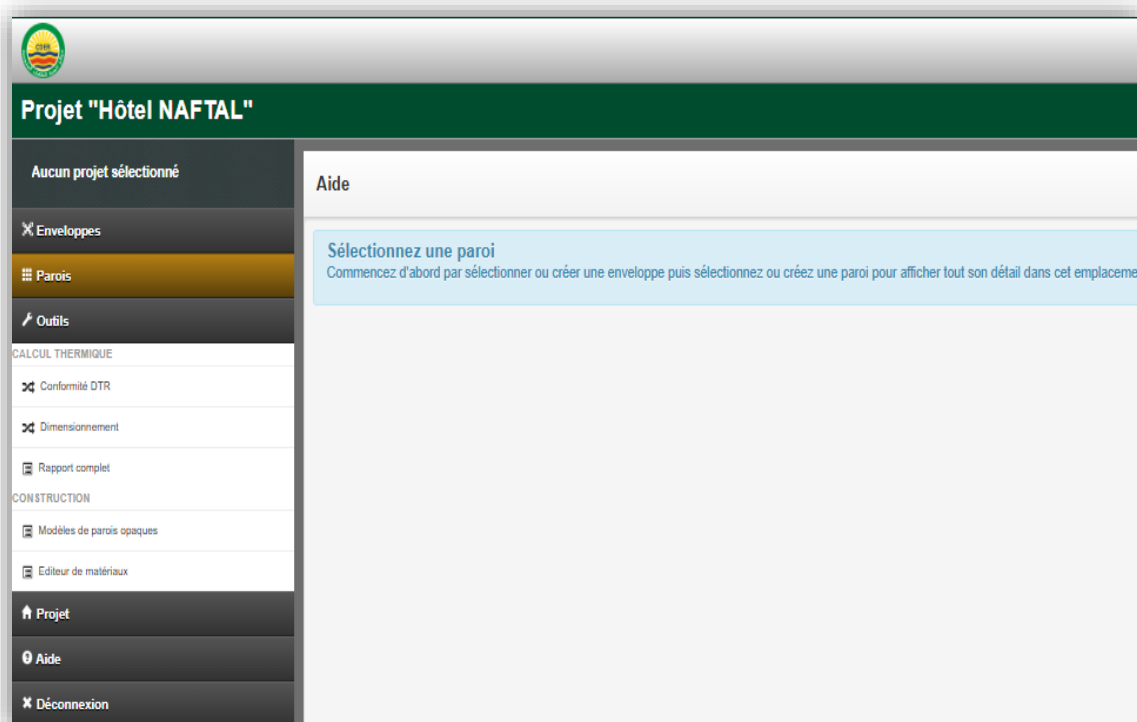 CDER
Projet "Hôtel NAFTAL"
Aucun projet sélectionné
Enveloppes
Parois
Outils
CALCUL THERMIQUE
Conformité DTR
Dimensionnement
Rapport complet
CONSTRUCTION
Modèles de parois opaques
Editeur de matériaux
Projet
Aide
Déconnexion
Aide
Sélectionnez une paroi
Commencez d'abord par sélectionner ou créer une enveloppe puis sélectionnez ou créez une paroi pour afficher tout son détail dans cet emplaceme